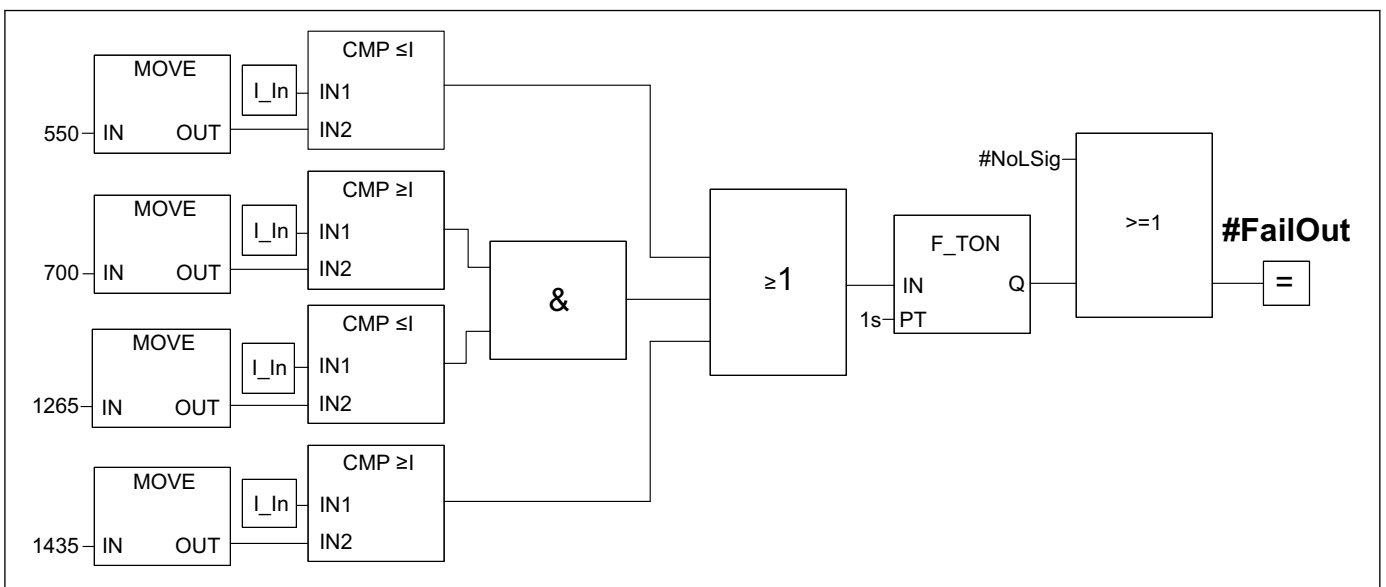 MOVE
550
IN
OUT
I_In
CMP ≤I
IN1
IN2
MOVE
700
IN
OUT
I_In
CMP ≥I
IN1
IN2
MOVE
1265
IN
OUT
I_In
CMP ≤I
IN1
IN2
MOVE
1435
IN
OUT
I_In
CMP ≥I
IN1
IN2
&
≥1
F_TON
IN
Q
1s
PT
#NoLSig
>=1
#FailOut
=